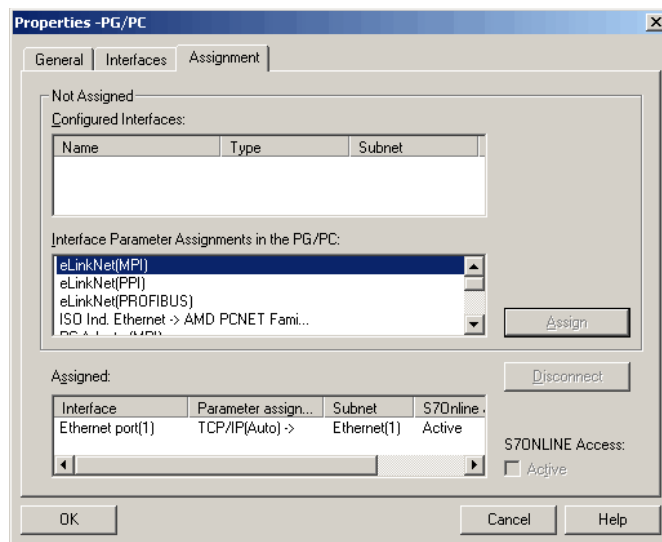 Properties -PG/PC
General Interfaces Assignment
Not Assigned
Configured Interfaces:
Name Type Subnet
Interface Parameter Assignments in the PG/PC:
eLinkNet(MPI)
eLinkNet(PPI)
eLinkNet(PROFIBUS)
ISO Ind. Ethernet -> AMD PCNET Fami...
Assign
Assigned:
Disconnect
Interface Parameter assign... Subnet S7Online
Ethernet port(1) TCP/IP(Auto) -> Ethernet(1) Active
S7ONLINE Access:
Active
OK Cancel Help